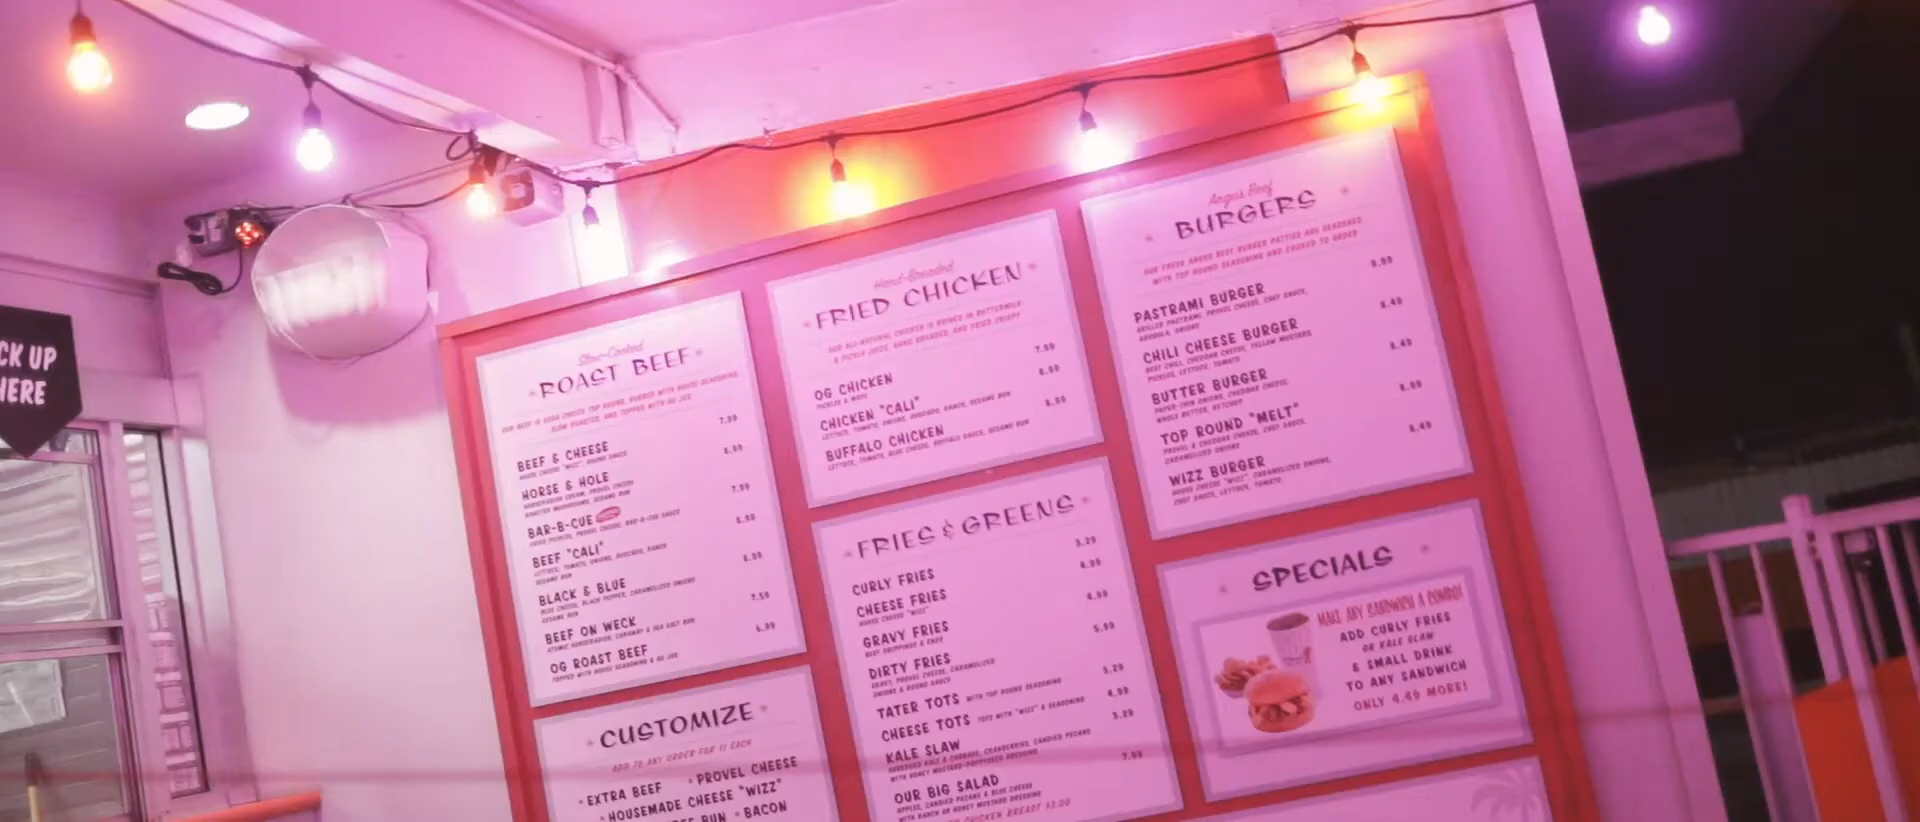 CK UP
HERE
Slow-Cooked
ROAST BEEF
OUR BEEF IS USDA CHOICE TOP ROUND, RUBBED WITH HOUSE SEASONING,
SLOW ROASTED, AND TOPPED WITH AU JUS
BEEF & CHEESE 7.99
HOUSE CHEESE "WIZZ", ROUND SAUCE
HORSE & HOLE 8.99
HORSERADISH CREAM, PROVEL CHEESE
ROASTED MUSHROOMS, SESAME BUN
BAR-B-CUE 7.99
PROVEL CHEESE, BAR-B-CUE SAUCE
BEEF "CALI" 8.99
LETTUCE, TOMATO, ONIONS, AVOCADO, RANCH
SESAME BUN
BLACK & BLUE 8.99
BLUE CHEESE, BLACK PEPPER, CARAMELIZED ONIONS
SESAME BUN
BEEF ON WECK 7.59
ATOMIC HORSERADISH, CARAWAY & SEA SALT BUN
OG ROAST BEEF 6.99
TOPPED WITH HOUSE SEASONING & AU JUS
CUSTOMIZE
ADD TO ANY ORDER FOR $1 EACH
EXTRA BEEF • PROVEL CHEESE
• HOUSEMADE CHEESE "WIZZ"
BUN • BACON
Hand-Breaded
FRIED CHICKEN
OUR ALL-NATURAL CHICKEN IS BRINED IN BUTTERMILK
& PICKLE JUICE, HAND BREADED, AND FRIED CRISPY
OG CHICKEN 7.99
PICKLES & MAYO
CHICKEN "CALI" 8.99
LETTUCE, TOMATO, ONIONS, AVOCADO, RANCH, SESAME BUN
BUFFALO CHICKEN 8.99
LETTUCE, TOMATO, BLUE CHEESE, BUFFALO SAUCE, SESAME BUN
FRIES & GREENS
CURLY FRIES 3.29
CHEESE FRIES 4.99
HOUSE CHEESE "WIZZ"
GRAVY FRIES 4.99
BEEF DRIPPINGS & ENDS
DIRTY FRIES 5.99
GRAVY, PROVEL CHEESE, CARAMELIZED
ONIONS & ROUND SAUCE
TATER TOTS WITH TOP ROUND SEASONING 3.29
CHEESE TOTS TOTS WITH "WIZZ" & SEASONING 4.99
KALE SLAW 3.29
SHREDDED KALE & CABBAGE, CRANBERRIES, CANDIED PECANS
WITH HONEY MUSTARD-POPPYSEED DRESSING
OUR BIG SALAD 7.99
APPLES, CANDIED PECANS & BLUE CHEESE
WITH RANCH OR HONEY MUSTARD DRESSING
CHICKEN BREAST $3.00
Angus Beef
BURGERS
OUR FRESH ANGUS BEEF BURGER PATTIES ARE SEASONED
WITH TOP ROUND SEASONING AND COOKED TO ORDER
PASTRAMI BURGER 9.99
GRILLED PASTRAMI, PROVEL CHEESE, CHEF SAUCE,
ARUGULA, ONIONS
CHILI CHEESE BURGER 8.49
BEEF CHILI, CHEDDAR CHEESE, YELLOW MUSTARD,
PICKLES, LETTUCE, TOMATO
BUTTER BURGER 8.49
PAPER-THIN ONIONS, CHEDDAR CHEESE,
WHOLE BUTTER, KETCHUP
TOP ROUND "MELT" 8.99
PROVEL & CHEDDAR CHEESE, CHEF SAUCE,
CARAMELIZED ONIONS
WIZZ BURGER 8.49
HOUSE CHEESE "WIZZ", CARAMELIZED ONIONS,
CHEF SAUCE, LETTUCE, TOMATO
SPECIALS
MAKE ANY SANDWICH A COMBO!
ADD CURLY FRIES
OR KALE SLAW
& SMALL DRINK
TO ANY SANDWICH
ONLY 4.49 MORE!